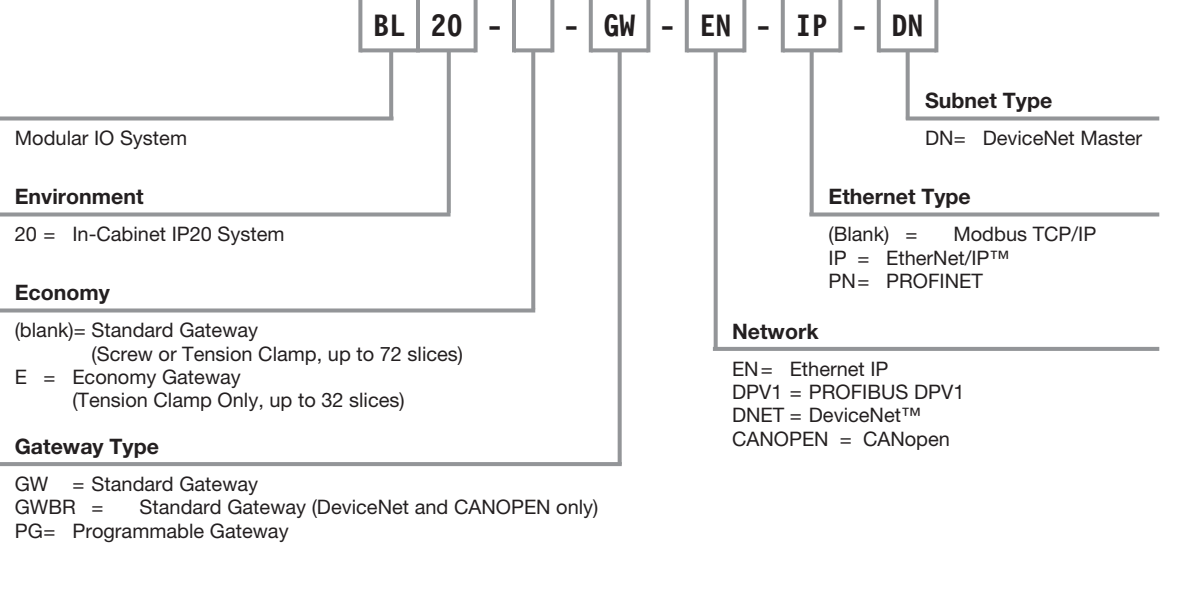 BL 20 - - GW - EN - IP - DN
Modular IO System
Environment
20 = In-Cabinet IP20 System
Economy
(blank)= Standard Gateway
(Screw or Tension Clamp, up to 72 slices)
E = Economy Gateway
(Tension Clamp Only, up to 32 slices)
Gateway Type
GW = Standard Gateway
GWBR = Standard Gateway (DeviceNet and CANOPEN only)
PG= Programmable Gateway
Subnet Type
DN= DeviceNet Master
Ethernet Type
(Blank) = Modbus TCP/IP
IP = EtherNet/IP™
PN= PROFINET
Network
EN= Ethernet IP
DPV1 = PROFIBUS DPV1
DNET = DeviceNet™
CANOPEN = CANopen